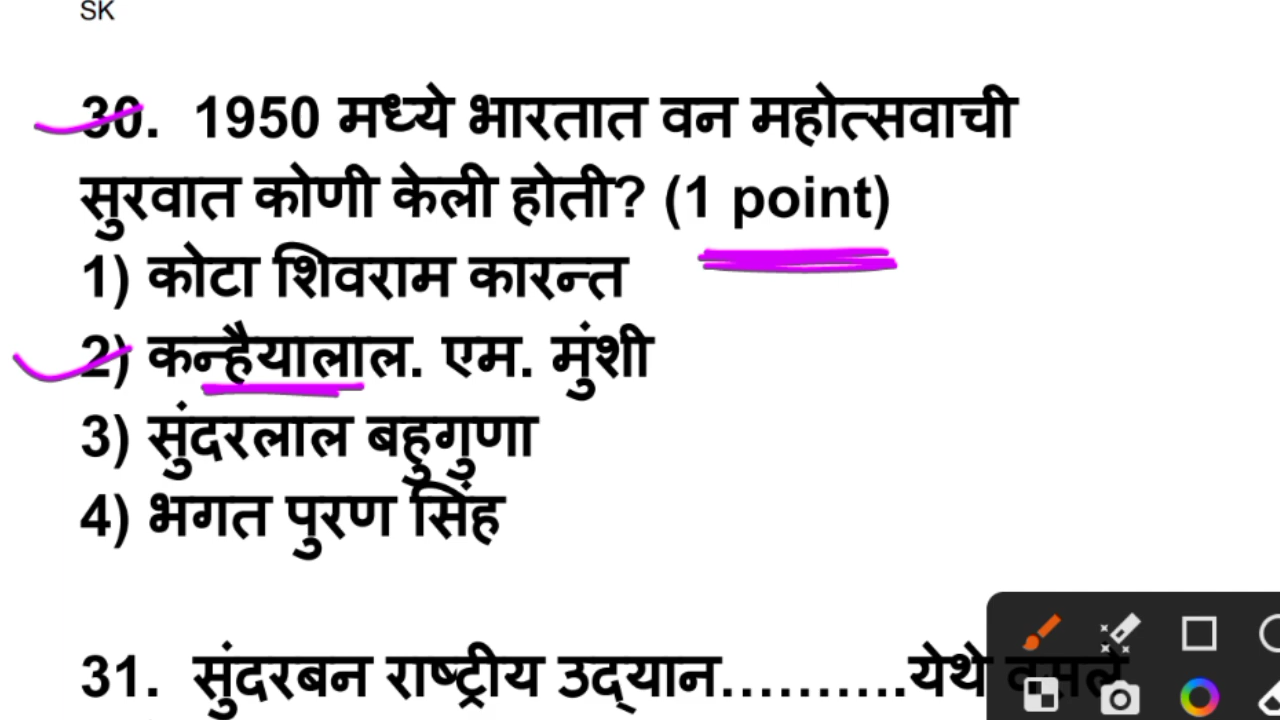 SK
30. 1950 मध्ये भारतात वन महोत्सवाची
सुरवात कोणी केली होती? (1 point)
1) कोटा शिवराम कारन्त
2) कन्हैयालाल. एम. मुंशी
3) सुंदरलाल बहुगुणा
4) भगत पुरण सिंह
31. सुंदरबन राष्ट्रीय उद्यान..........येथे वसले